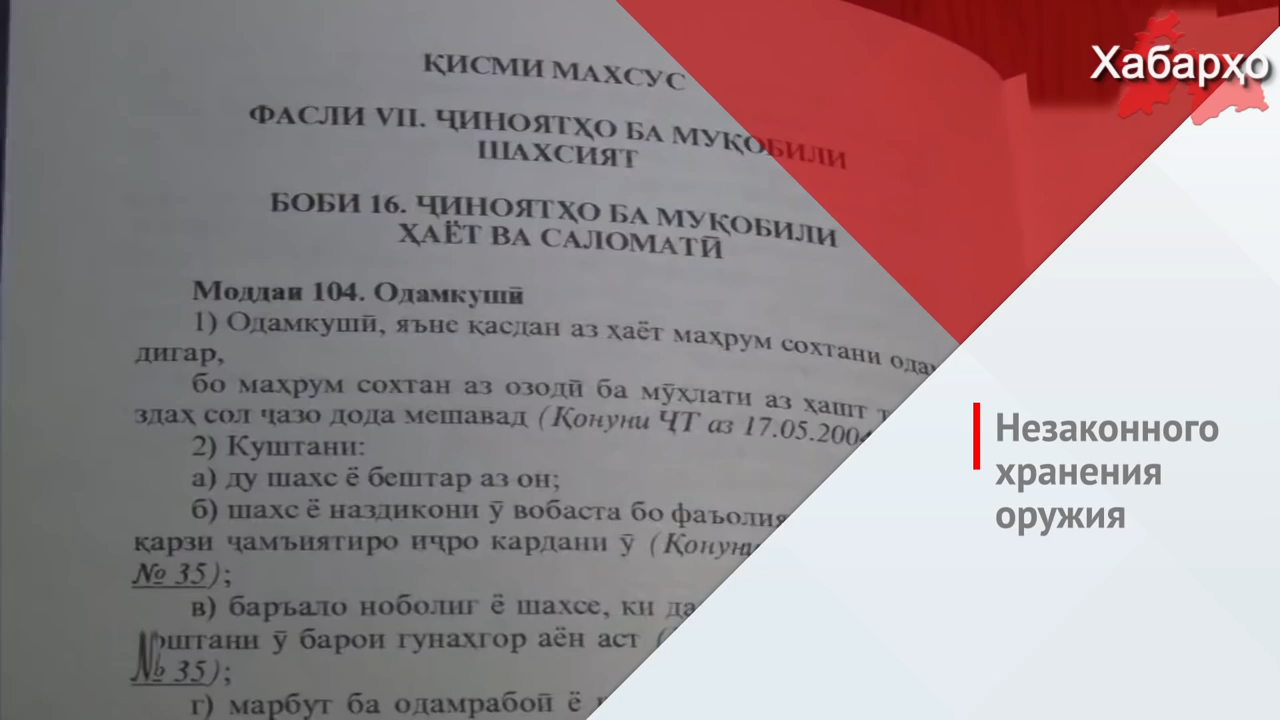 ҚИСМИ МАХСУС
ФАСЛИ VII. ҶИНОЯТҲО БА МУҚОБИЛИ
ШАХСИЯТ
БОБИ 16. ҶИНОЯТҲО БА МУҚОБИЛИ
ҲАЁТ ВА САЛОМАТӢ
Моддаи 104. Одамкушӣ
1) Одамкушӣ, яъне қасдан аз ҳаёт маҳрум сохтани
дигар,
бо маҳрум сохтан аз озодӣ ба мӯҳлати аз ҳашт
здаҳ сол ҷазо дода мешавад (Қонуни ҶТ аз 17.05.2004
2) Куштани:
а) ду шахс ё бештар аз он;
б) шахс ё наздикони ӯ вобаста бо
қарзи ҷамъиятиро иҷро кардани ӯ
№ 35);
в) баръало ноболиг ё шахсе, ки
ӯ барои гунаҳгор аён аст
№ 35);
г) марбут ба одамрабоӣ ё
Хабарҳо
Незаконного
хранения
оружия